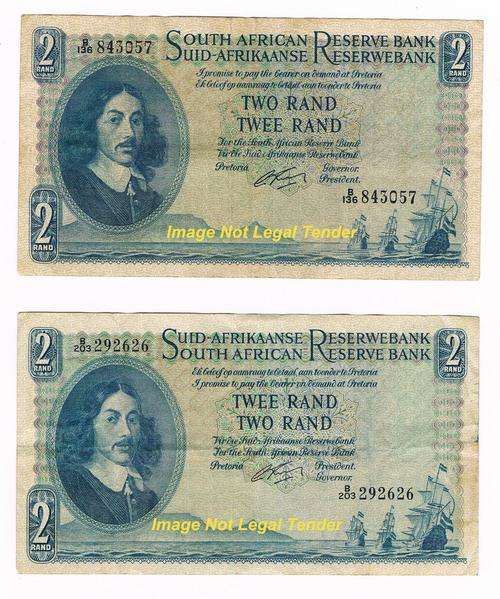 2
RAND
B/136 843057
SOUTH AFRICAN RESERVE BANK
SUID-AFRIKAANSE RESERWEBANK
2
RAND
I promise to pay the bearer on demand at Pretoria
Ek beloof op aanvraag te betaal aan toonder te Pretoria
TWO RAND
TWEE RAND
For the South African Reserve Bank
Vir die Suid-Afrikaanse Reserwebank
Pretoria
Governor.
President.
B/136 843057
2
RAND
Image Not Legal Tender
2
RAND
B/203 292626
SUID-AFRIKAANSE RESERWEBANK
SOUTH AFRICAN RESERVE BANK
2
RAND
Ek beloof op aanvraag te betaal aan toonder te Pretoria
I promise to pay the bearer on demand at Pretoria
TWEE RAND
TWO RAND
Vir die Suid-Afrikaanse Reserwebank
For the South African Reserve Bank
Pretoria
President.
Governor.
B/203 292626
2
RAND
Image Not Legal Tender